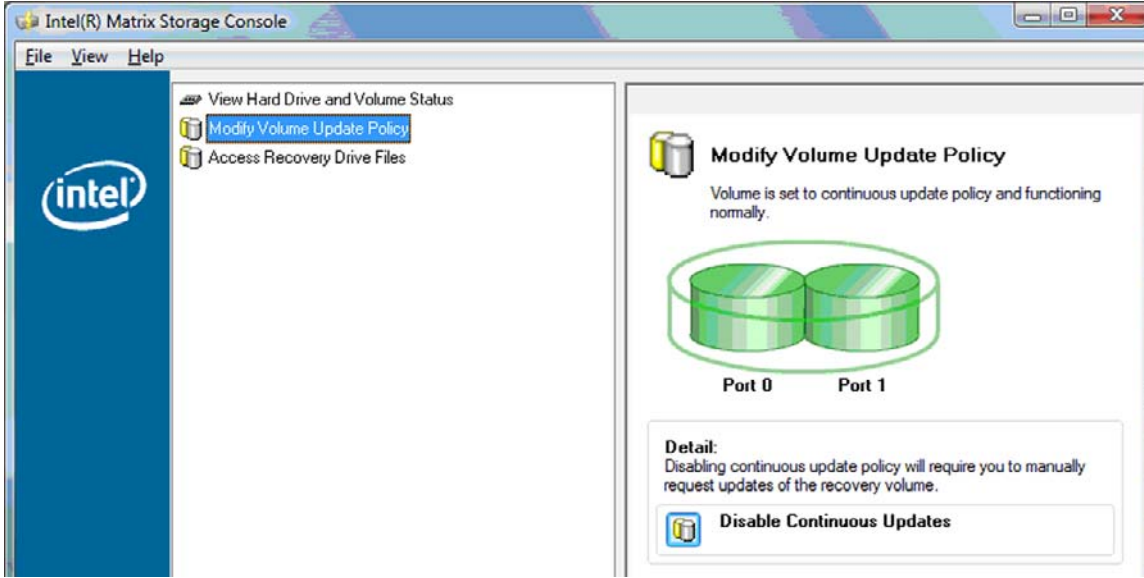 Intel(R) Matrix Storage Console
File View Help
View Hard Drive and Volume Status
Modify Volume Update Policy
Access Recovery Drive Files
intel
Modify Volume Update Policy
Volume is set to continuous update policy and functioning
normally.
Port 0 Port 1
Detail:
Disabling continuous update policy will require you to manually
request updates of the recovery volume.
Disable Continuous Updates